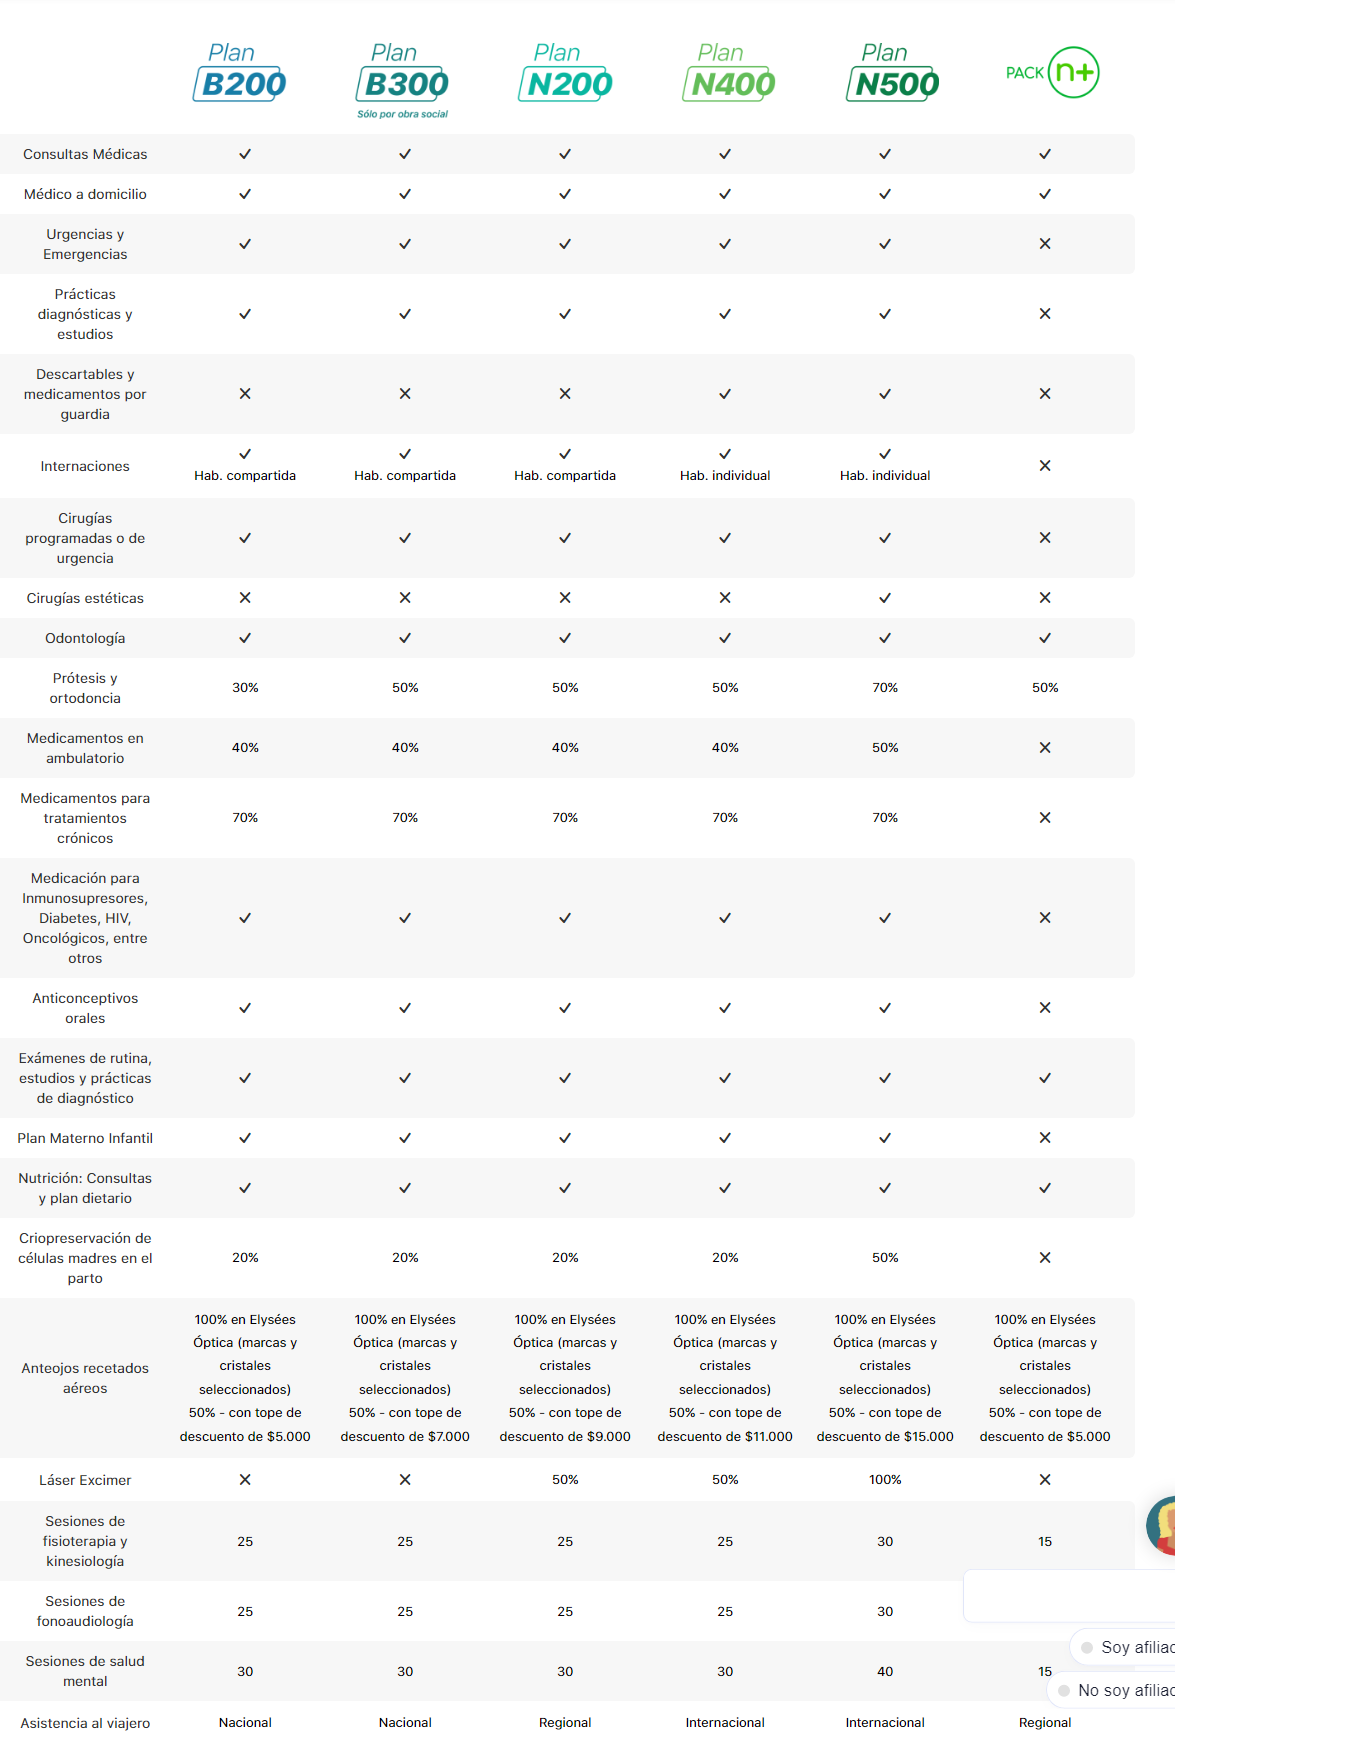 Plan Plan Plan Plan Plan
B200 B300 N200 N400 N500 PACK n+
Sólo por obra social
Consultas Médicas
Médico a domicilio
Urgencias y
Emergencias
Prácticas
diagnósticas y
estudios
Descartables y
medicamentos por
guardia
Internaciones
Hab. compartida Hab. compartida Hab. compartida Hab. individual Hab. individual
Cirugías
programadas o de
urgencia
Cirugías estéticas
Odontología
Prótesis y
ortodoncia
30% 50% 50% 50% 70% 50%
Medicamentos en
ambulatorio
40% 40% 40% 40% 50%
Medicamentos para
tratamientos
crónicos
70% 70% 70% 70% 70%
Medicación para
Inmunosupresores,
Diabetes, HIV,
Oncológicos, entre
otros
Anticonceptivos
orales
Exámenes de rutina,
estudios y prácticas
de diagnóstico
Plan Materno Infantil
Nutrición: Consultas
y plan dietario
Criopreservación de
células madres en el
parto
20% 20% 20% 20% 50%
Anteojos recetados
aéreos
100% en Elysées 100% en Elysées 100% en Elysées 100% en Elysées 100% en Elysées 100% en Elysées
Óptica (marcas y Óptica (marcas y Óptica (marcas y Óptica (marcas y Óptica (marcas y Óptica (marcas y
cristales cristales cristales cristales cristales cristales
seleccionados) seleccionados) seleccionados) seleccionados) seleccionados) seleccionados)
50% - con tope de 50% - con tope de 50% - con tope de 50% - con tope de 50% - con tope de 50% - con tope de
descuento de $5.000 descuento de $7.000 descuento de $9.000 descuento de $11.000 descuento de $15.000 descuento de $5.000
Láser Excimer 50% 50% 100%
Sesiones de
fisioterapia y
kinesiología
25 25 25 25 30 15
Sesiones de
fonoaudiología
25 25 25 25 30
Sesiones de salud
mental
30 30 30 30 40 15
Soy afiliac
No soy afiliac
Asistencia al viajero Nacional Nacional Regional Internacional Internacional Regional